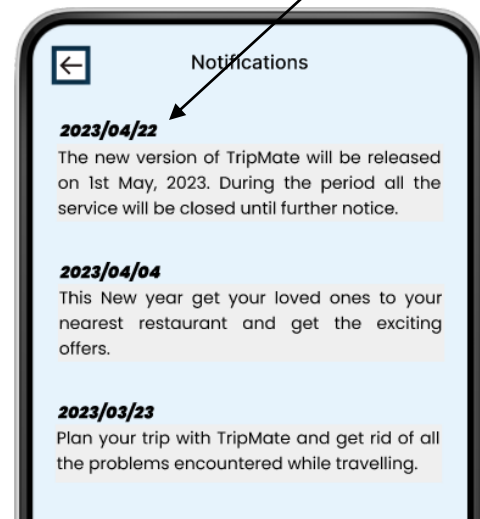 Notifications
2023/04/22
The new version of TripMate will be released
on 1st May, 2023. During the period all the
service will be closed until further notice.
2023/04/04
This New year get your loved ones to your
nearest restaurant and get the exciting
offers.
2023/03/23
Plan your trip with TripMate and get rid of all
the problems encountered while travelling.